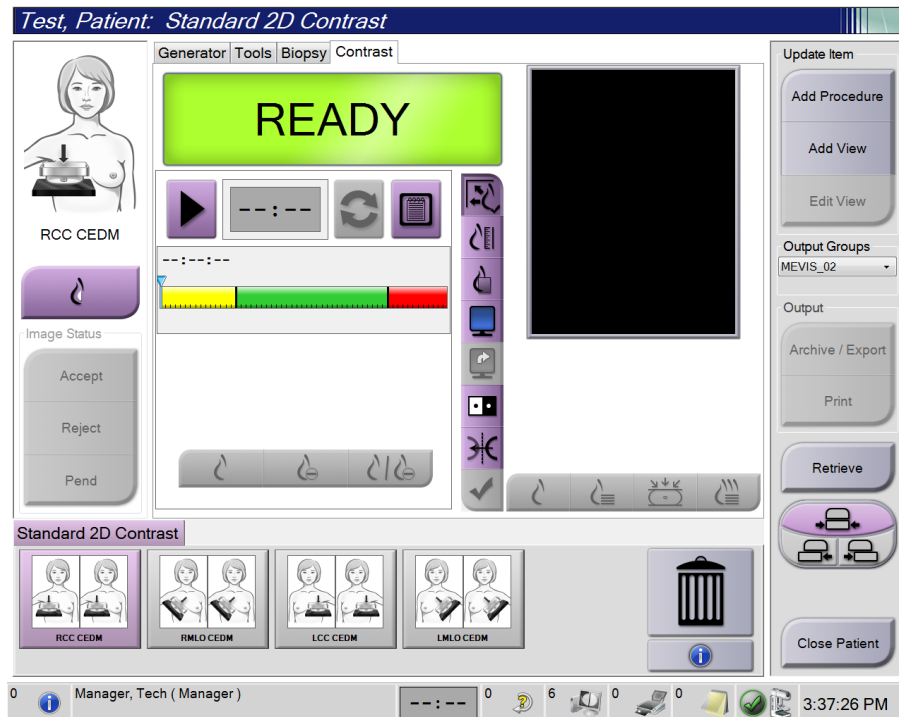 Test, Patient: Standard 2D Contrast
Generator Tools Biopsy Contrast
READY
--:--
--:--:--
RCC CEDM
Image Status
Accept
Reject
Pend
Update Item
Add Procedure
Add View
Edit View
Output Groups
MEVIS_02
Output
Archive / Export
Print
Retrieve
Close Patient
Standard 2D Contrast
RCC CEDM
RMLO CEDM
LCC CEDM
LMLO CEDM
0 Manager, Tech ( Manager ) --:-- 0 6 0 0 3:37:26 PM